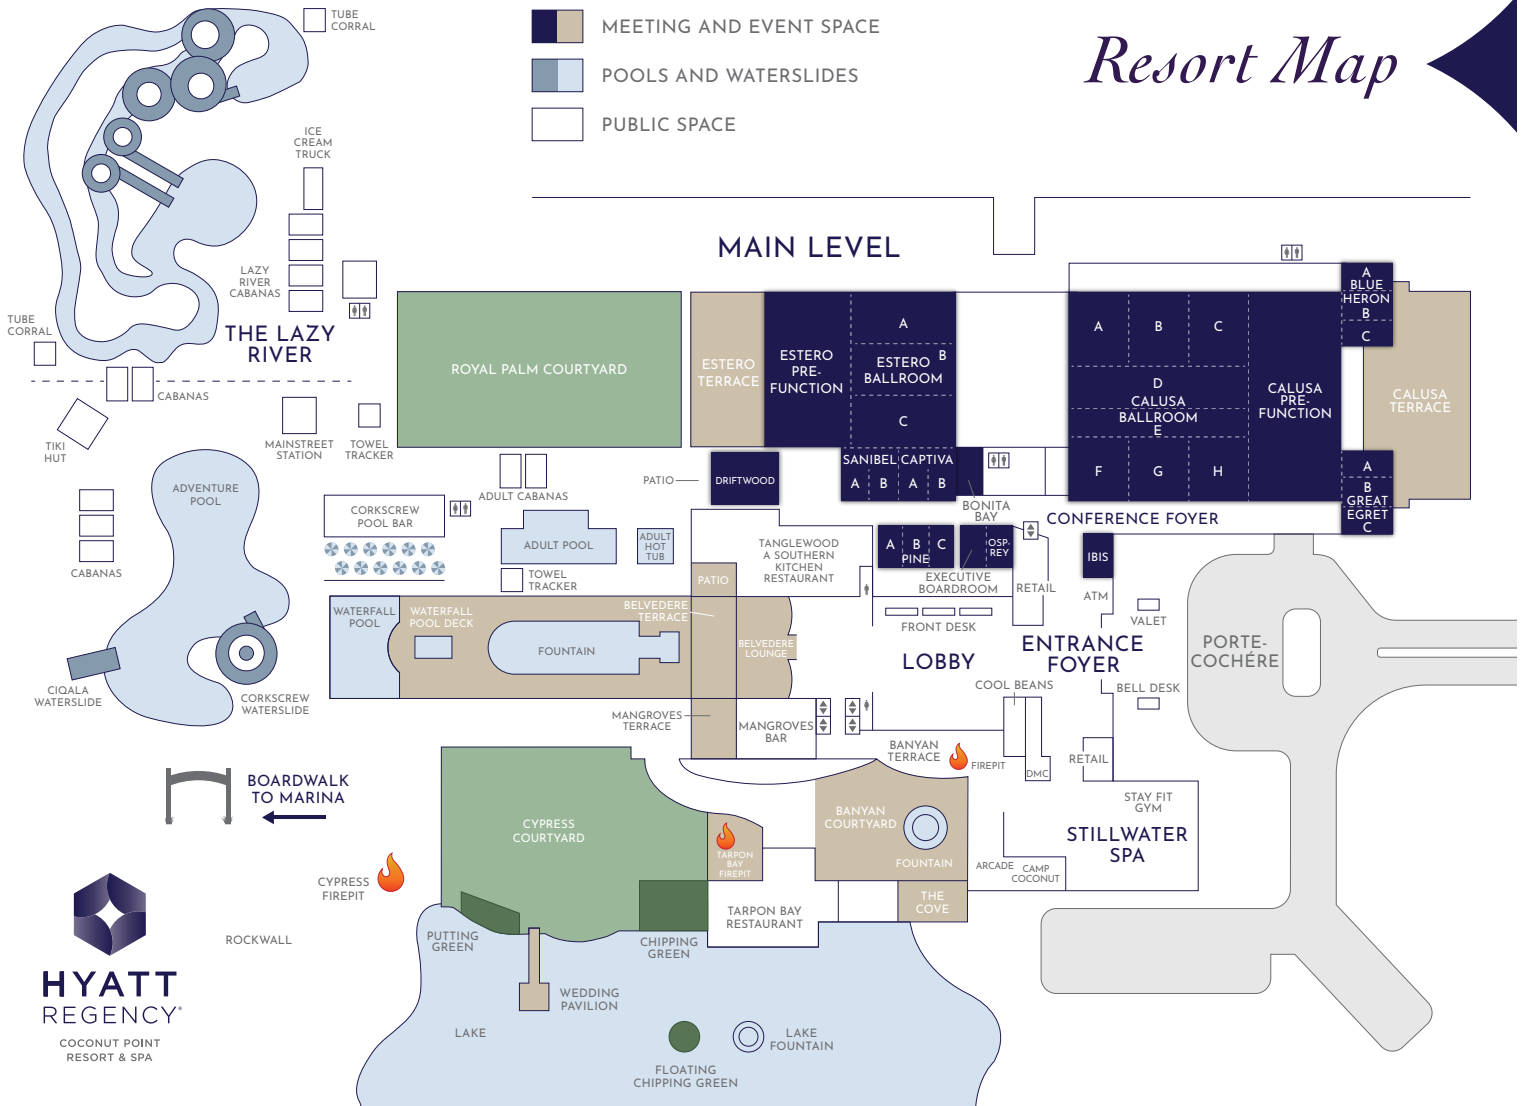 TUBE
CORRAL
MEETING AND EVENT SPACE
POOLS AND WATERSLIDES
PUBLIC SPACE
Resort Map
ICE
CREAM
TRUCK
LAZY
RIVER
CABANAS
TUBE
CORRAL
THE LAZY
RIVER
CABANAS
TIKI
HUT
MAINSTREET
STATION
TOWEL
TRACKER
MAIN LEVEL
ROYAL PALM COURTYARD
ESTERO
TERRACE
ESTERO
PRE-
FUNCTION
A
B
ESTERO
BALLROOM
C
SANIBEL
A
B
CAPTIVA
A
B
A
B
C
D
CALUSA
BALLROOM
E
F
G
H
CALUSA
PRE-
FUNCTION
A
BLUE
HERON
B
C
CALUSA
TERRACE
A
B
GREAT
EGRET
C
ADVENTURE
POOL
CABANAS
CORKSCREW
POOL BAR
ADULT CABANAS
PATIO
DRIFTWOOD
BONITA
BAY
CONFERENCE FOYER
ADULT POOL
ADULT
HOT
TUB
TOWEL
TRACKER
TANGLEWOOD
A SOUTHERN
KITCHEN
RESTAURANT
A
B
C
PINE
OSP-
REY
EXECUTIVE
BOARDROOM
RETAIL
IBIS
ATM
PATIO
WATERFALL
POOL
WATERFALL
POOL DECK
FOUNTAIN
BELVEDERE
TERRACE
BELVEDERE
LOUNGE
FRONT DESK
LOBBY
ENTRANCE
FOYER
VALET
PORTE-
COCHÉRE
BELL DESK
COOL BEANS
CIQALA
WATERSLIDE
CORKSCREW
WATERSLIDE
MANGROVES
TERRACE
MANGROVES
BAR
BANYAN
TERRACE
FIREPIT
DMC
RETAIL
STAY FIT
GYM
STILLWATER
SPA
BOARDWALK
TO MARINA
CYPRESS
COURTYARD
BANYAN
COURTYARD
FOUNTAIN
TARPON
BAY
FIREPIT
ARCADE
CAMP
COCONUT
CYPRESS
FIREPIT
THE
COVE
TARPON BAY
RESTAURANT
PUTTING
GREEN
CHIPPING
GREEN
ROCKWALL
WEDDING
PAVILION
LAKE
LAKE
FOUNTAIN
FLOATING
CHIPPING GREEN
HYATT
REGENCY®
COCONUT POINT
RESORT & SPA